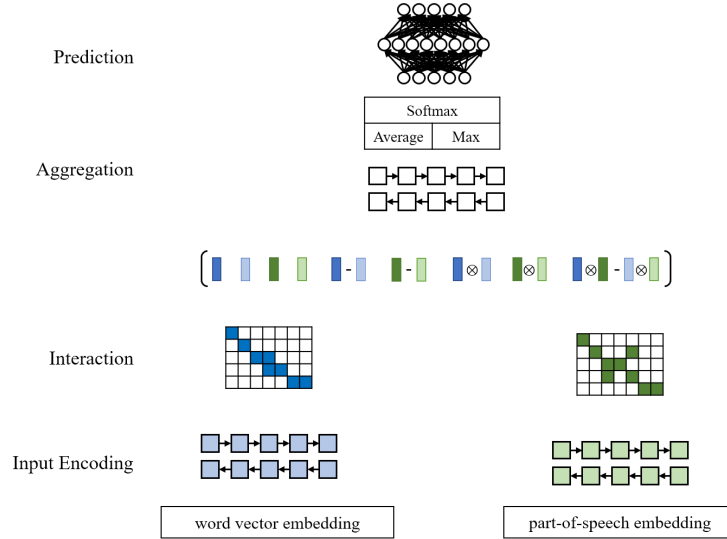 Prediction
Softmax
Average Max
Aggregation
- - ⊗ ⊗ ⊗ - ⊗
Interaction
Input Encoding
word vector embedding
part-of-speech embedding